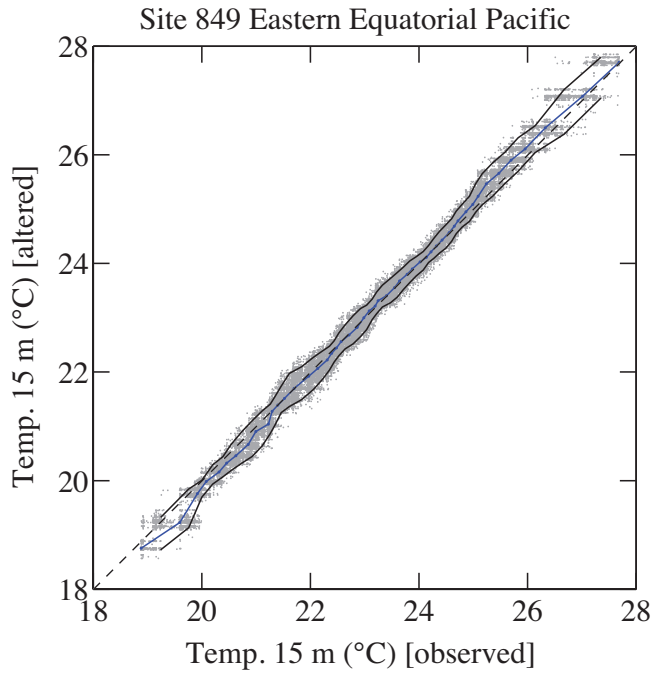 Site 849 Eastern Equatorial Pacific
28
26
24
22
20
18
Temp. 15 m (°C) [altered]
18 20 22 24 26 28
Temp. 15 m (°C) [observed]